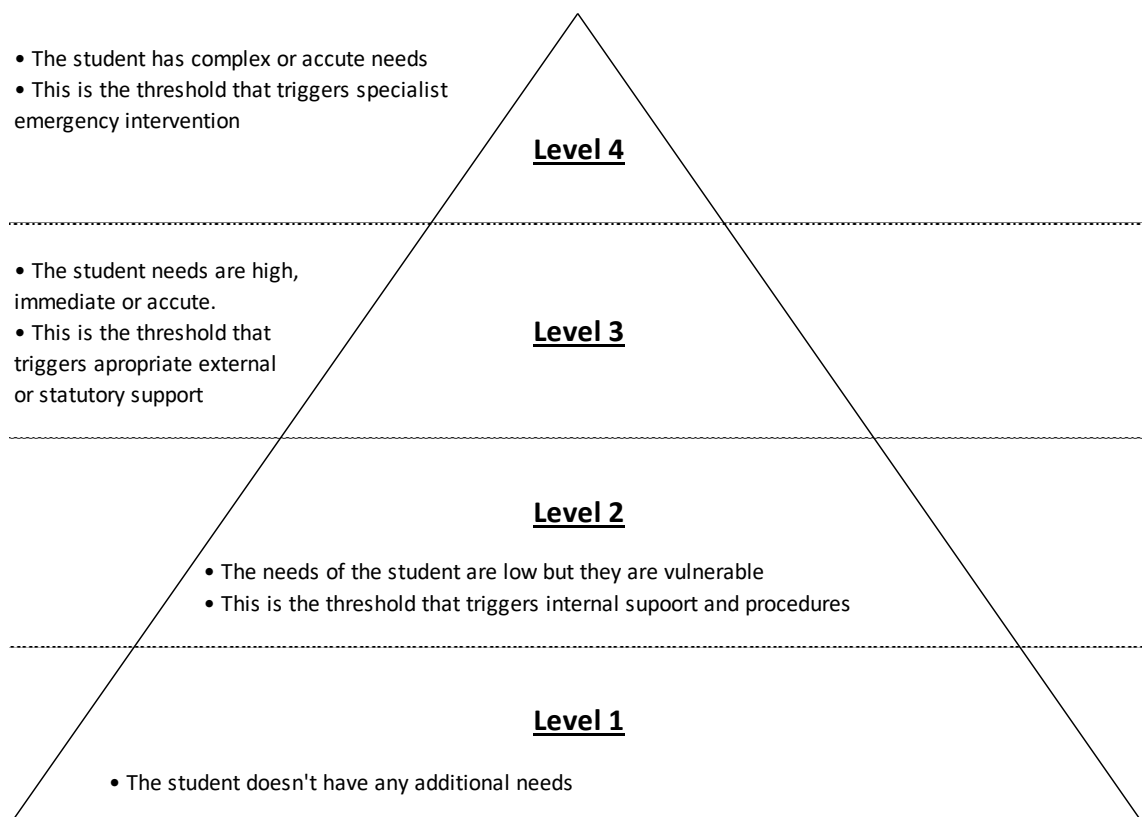 • The student has complex or accute needs
• This is the threshold that triggers specialist
emergency intervention
Level 4
• The student needs are high,
immediate or accute.
• This is the threshold that
triggers apropriate external
or statutory support
Level 3
Level 2
• The needs of the student are low but they are vulnerable
• This is the threshold that triggers internal supoort and procedures
Level 1
• The student doesn't have any additional needs